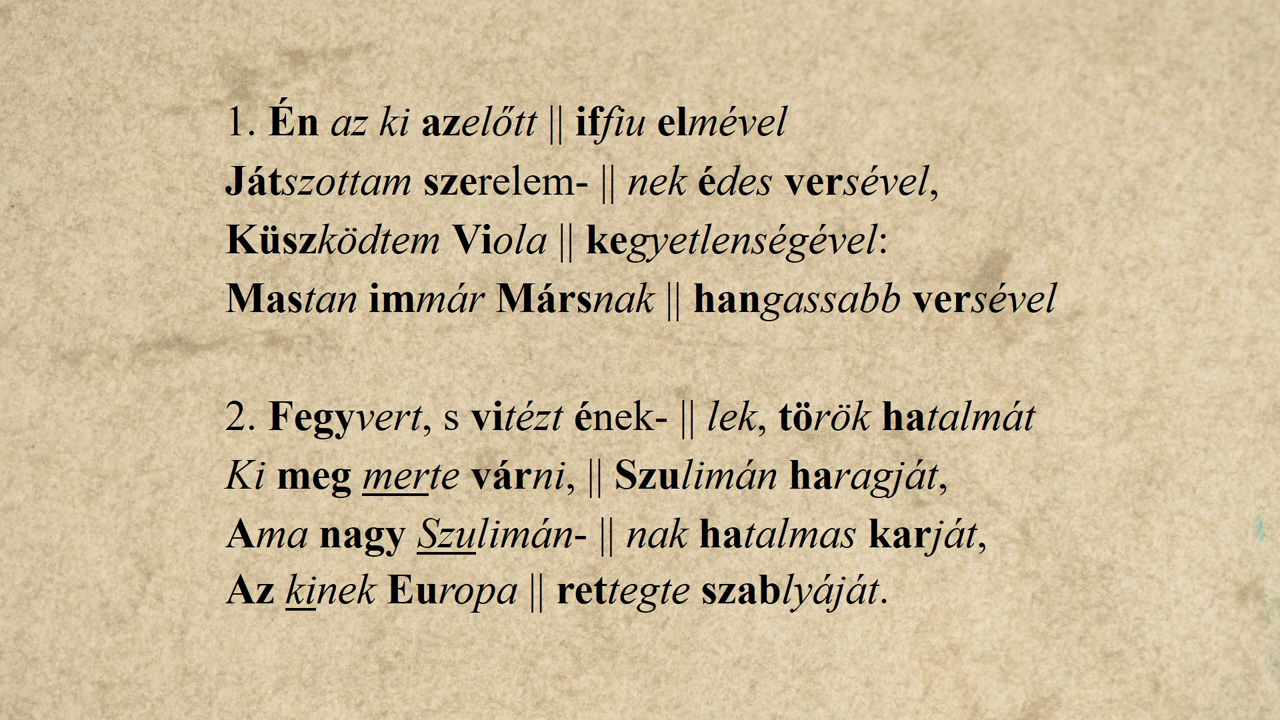 1. Én az ki azelőtt || iffiu elmével
Játszottam szerelem- || nek édes versével,
Küszködtem Viola || kegyetlenségével:
Mastan immár Mársnak || hangassabb versével
2. Fegyvert, s vitézt ének- || lek, török hatalmát
Ki meg merte várni, || Szulimán haragját,
Ama nagy Szulimán- || nak hatalmas karját,
Az kinek Europa || rettegte szablyáját.